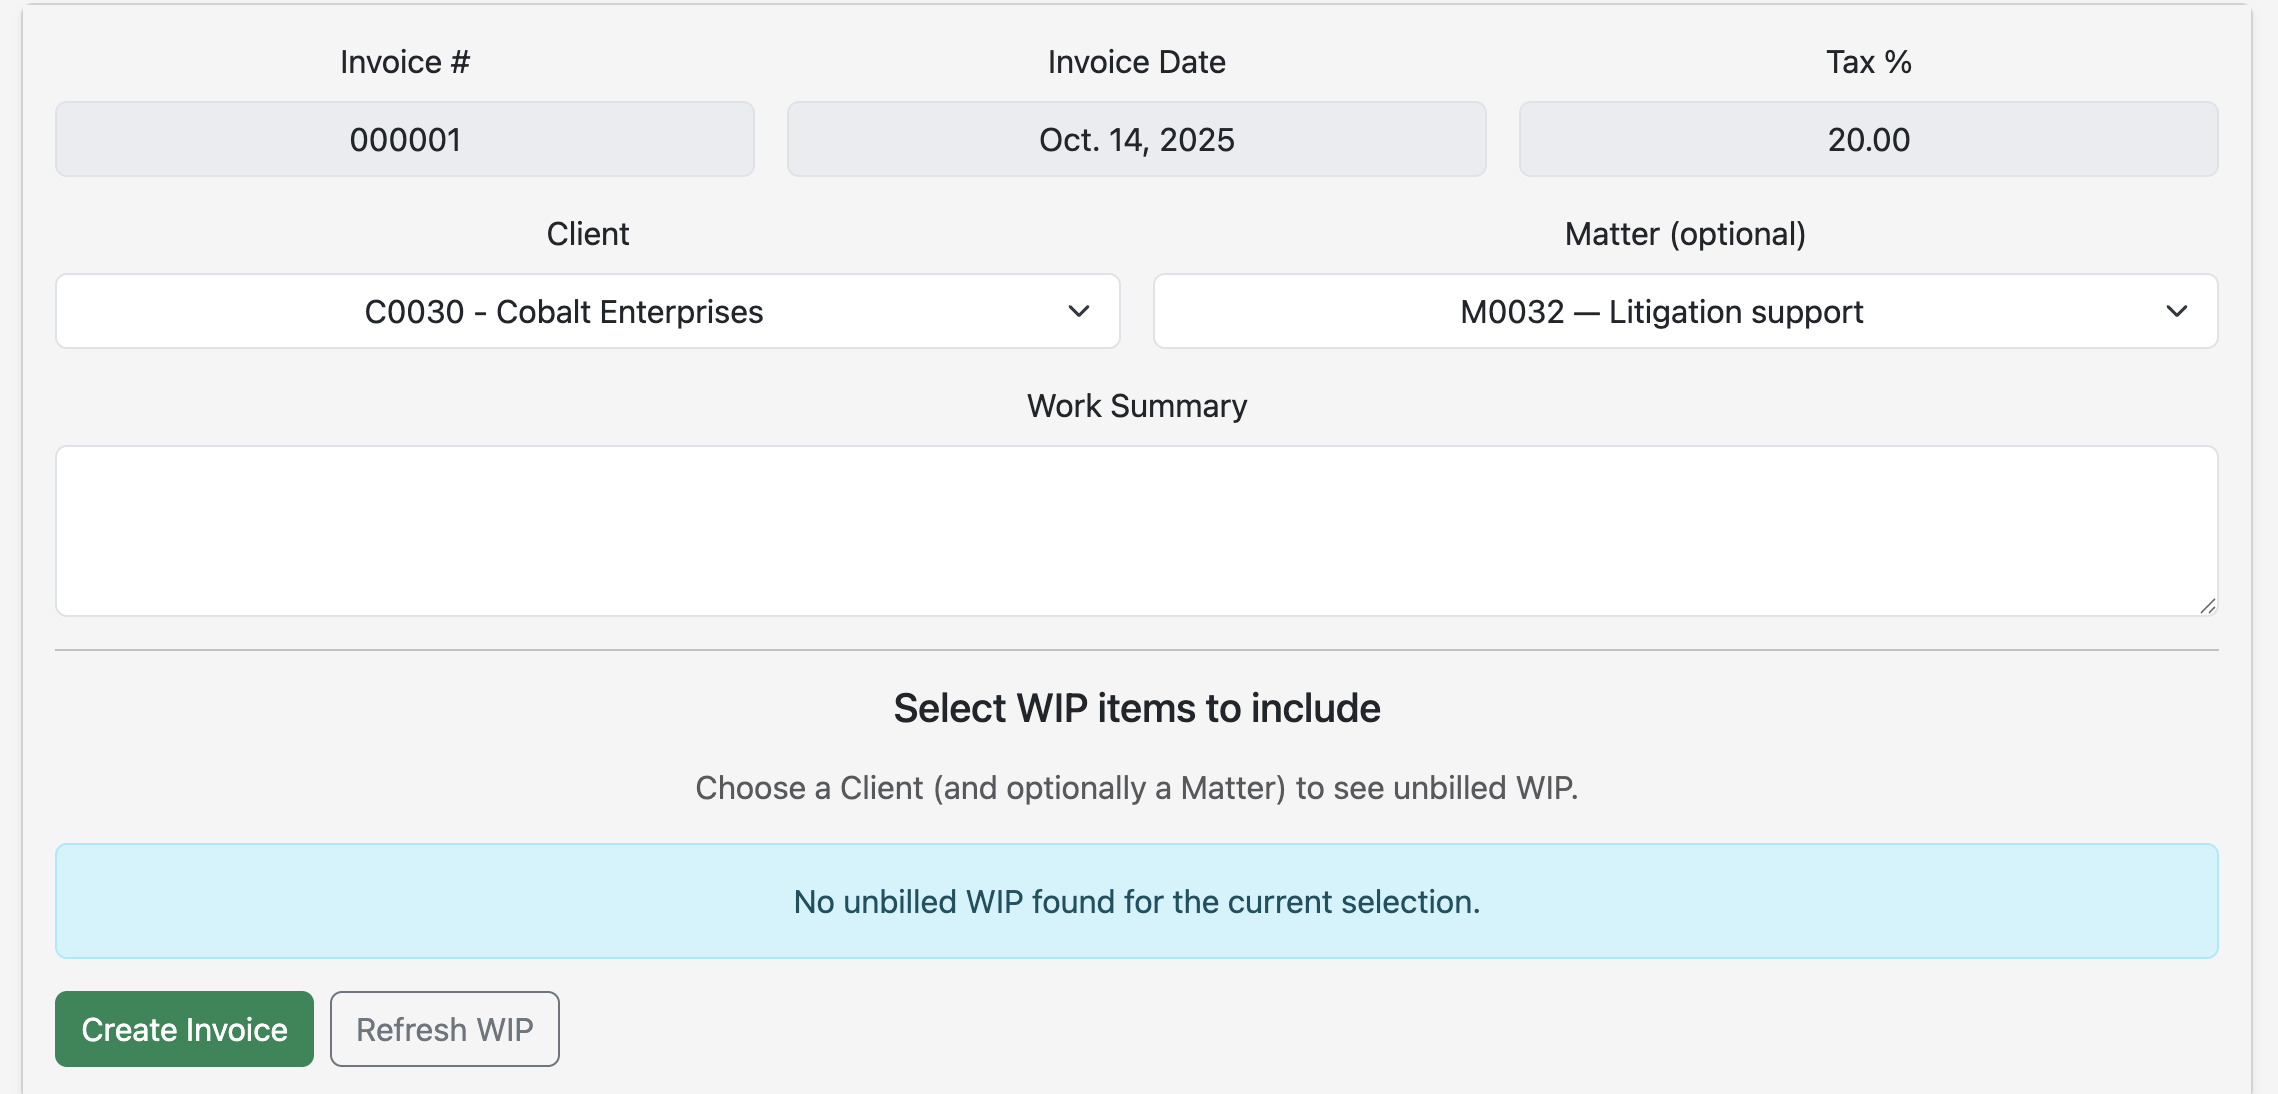 Invoice #
Invoice Date
Tax %
000001
Oct. 14, 2025
20.00
Client
Matter (optional)
C0030 - Cobalt Enterprises
M0032 — Litigation support
Work Summary
Select WIP items to include
Choose a Client (and optionally a Matter) to see unbilled WIP.
No unbilled WIP found for the current selection.
Create Invoice
Refresh WIP